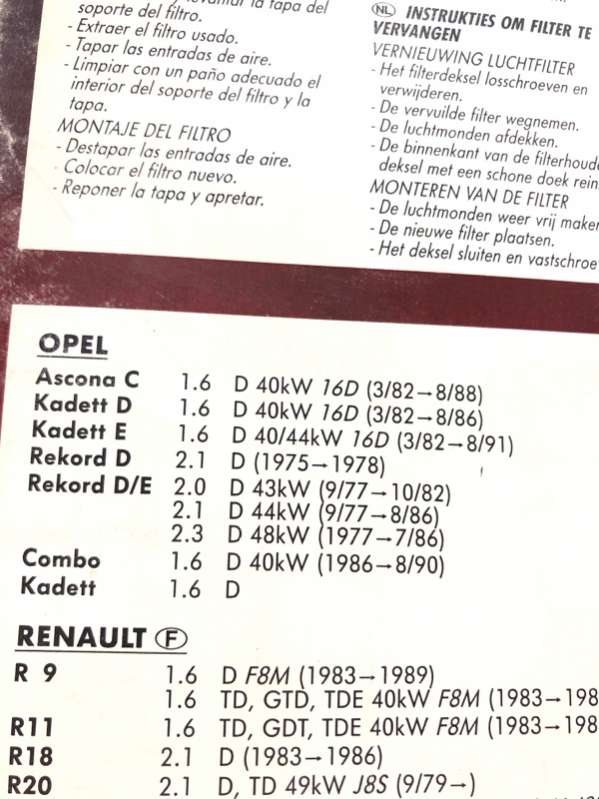 la tapa del
soporte del filtro.
- Extraer el filtro usado.
- Tapar las entradas de aire.
- Limpiar con un paño adecuado el
interior del soporte del filtro y la
tapa.
MONTAJE DEL FILTRO
- Destapar las entradas de aire.
- Colocar el filtro nuevo.
- Reponer la tapa y apretar.
NL INSTRUKTIES OM FILTER TE
VERVANGEN
VERNIEUWING LUCHTFILTER
- Het filterdeksel losschroeven en
verwijderen.
- De vervuilde filter wegnemen.
- De luchtmonden afdekken.
- De binnenkant van de filterhoude
deksel met een schone doek rein
MONTEREN VAN DE FILTER
- De luchtmonden weer vrij maken
- De nieuwe filter plaatsen.
- Het deksel sluiten en vastschroe
OPEL
Ascona C 1.6 D 40kW 16D (3/82→8/88)
Kadett D 1.6 D 40kW 16D (3/82→8/86)
Kadett E 1.6 D 40/44kW 16D (3/82→8/91)
Rekord D 2.1 D (1975→1978)
Rekord D/E 2.0 D 43kW (9/77→10/82)
2.1 D 44kW (9/77→8/86)
2.3 D 48kW (1977→7/86)
Combo 1.6 D 40kW (1986→8/90)
Kadett 1.6 D
RENAULT F
R 9 1.6 D F8M (1983→1989)
1.6 TD, GTD, TDE 40kW F8M (1983→198
R11 1.6 TD, GDT, TDE 40kW F8M (1983→198
R18 2.1 D (1983→1986)
R20 2.1 D, TD 49kW J8S (9/79→)